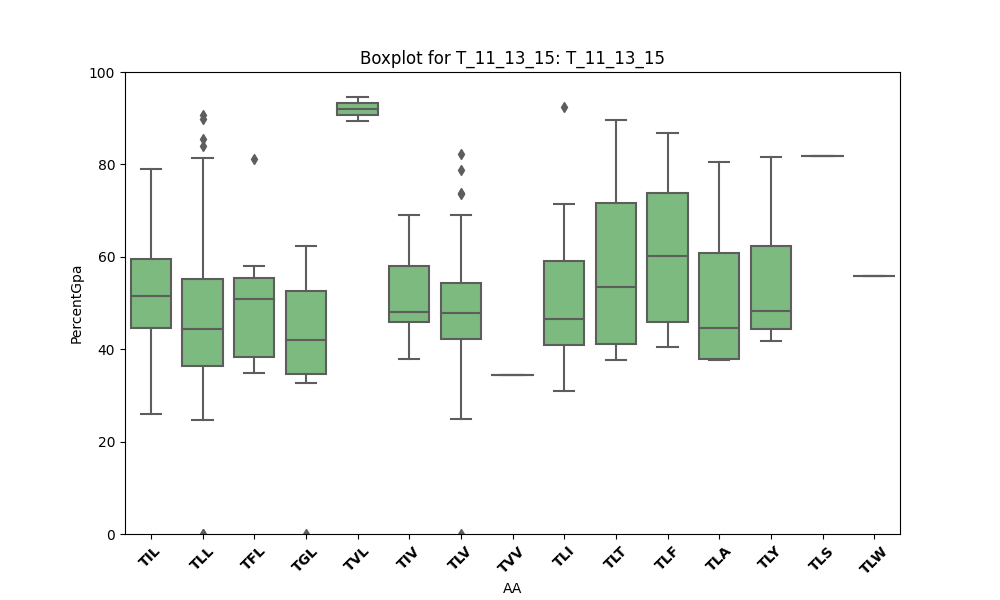 Boxplot for T_11_13_15: T_11_13_15
100
80
60
40
20
0
PercentGpa
TIL TLL TFL TGL TVL TIV TLV TVV TLI TLT TLF TLA TLY TLS TLW
AA